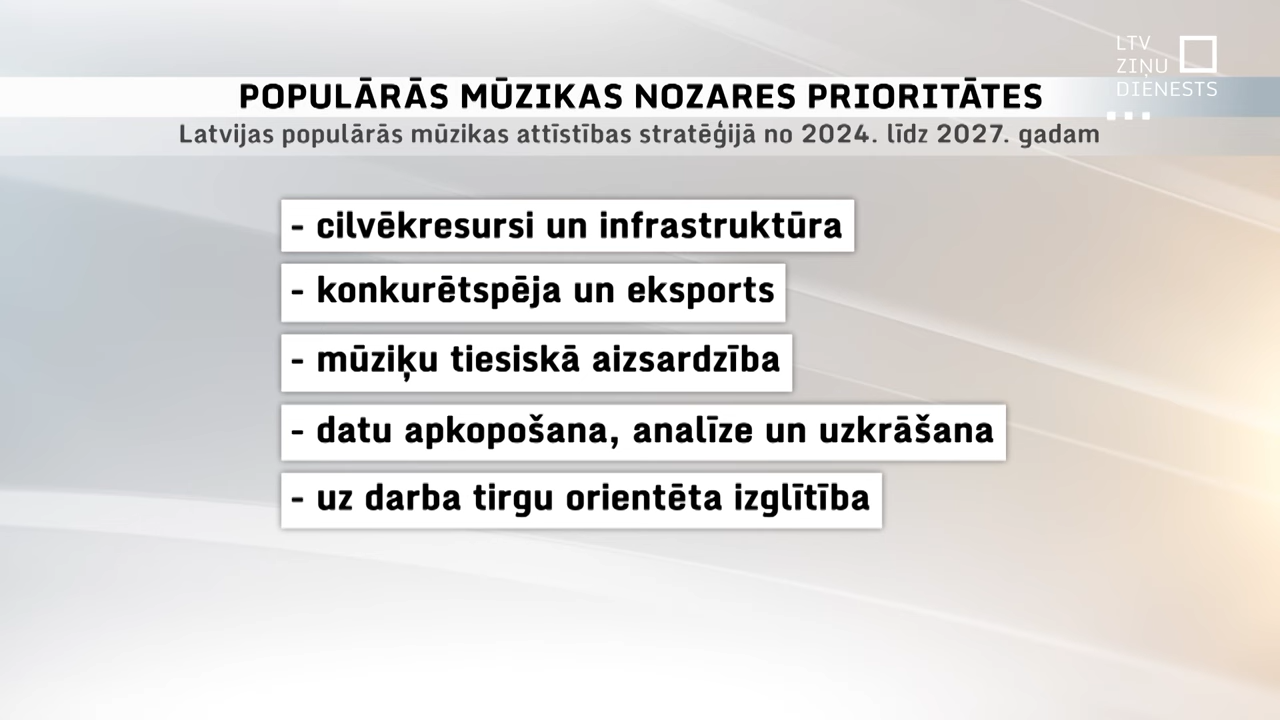 LTV
ZIŅU
DIENESTS
POPULĀRĀS MŪZIKAS NOZARES PRIORITĀTES
Latvijas populārās mūzikas attīstības stratēģijā no 2024. līdz 2027. gadam
- cilvēkresursi un infrastruktūra
- konkurētspēja un eksports
- mūziķu tiesiskā aizsardzība
- datu apkopošana, analīze un uzkrāšana
- uz darba tirgu orientēta izglītība